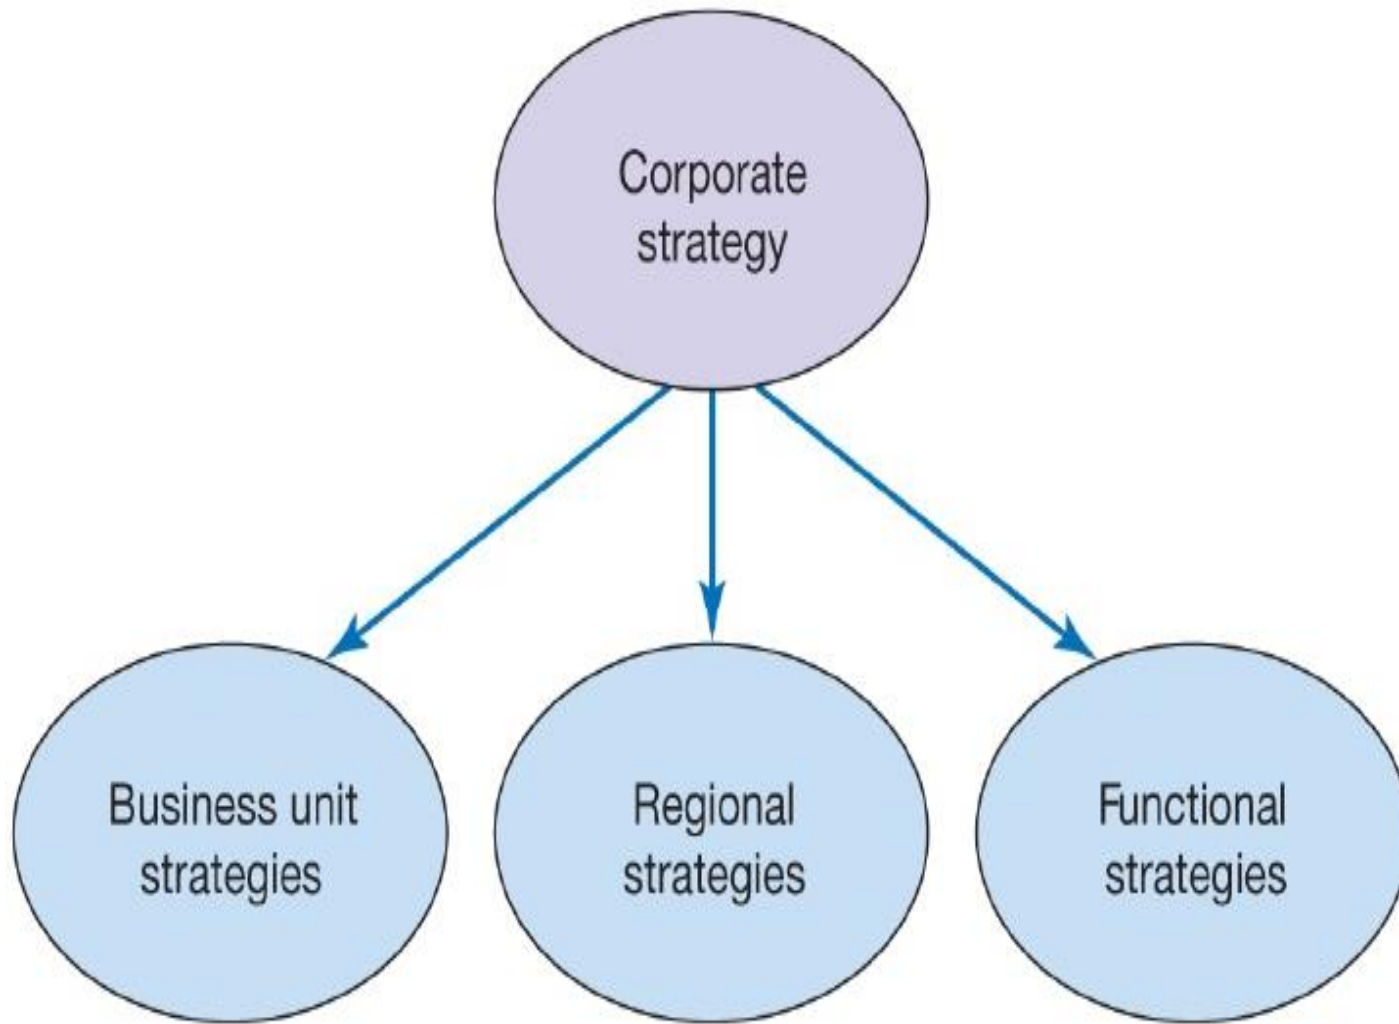 Corporate
strategy
Business unit
strategies
Regional
strategies
Functional
strategies